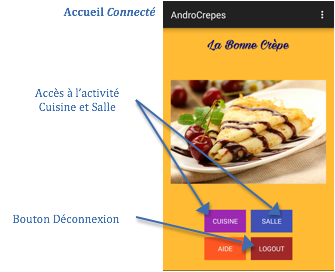 Accueil Connecté
AndroCrepes
La Bonne Crêpe
Accès à l'activité
Cuisine et Salle
CUISINE
SALLE
Bouton Déconnexion
AIDE
LOGOUT